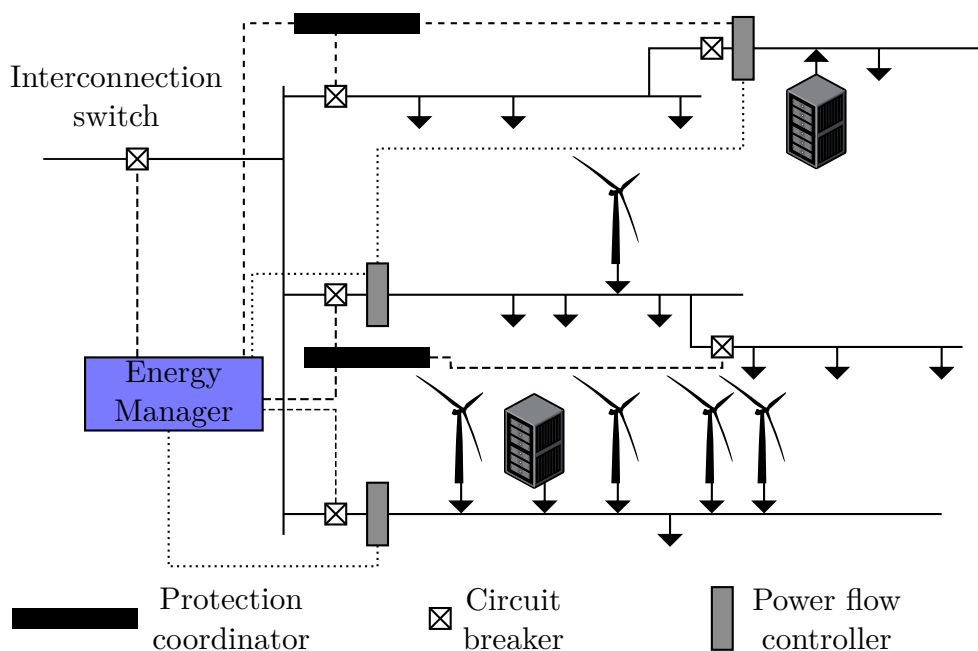 Interconnection
switch
Energy
Manager
Protection
coordinator
Circuit
breaker
Power flow
controller